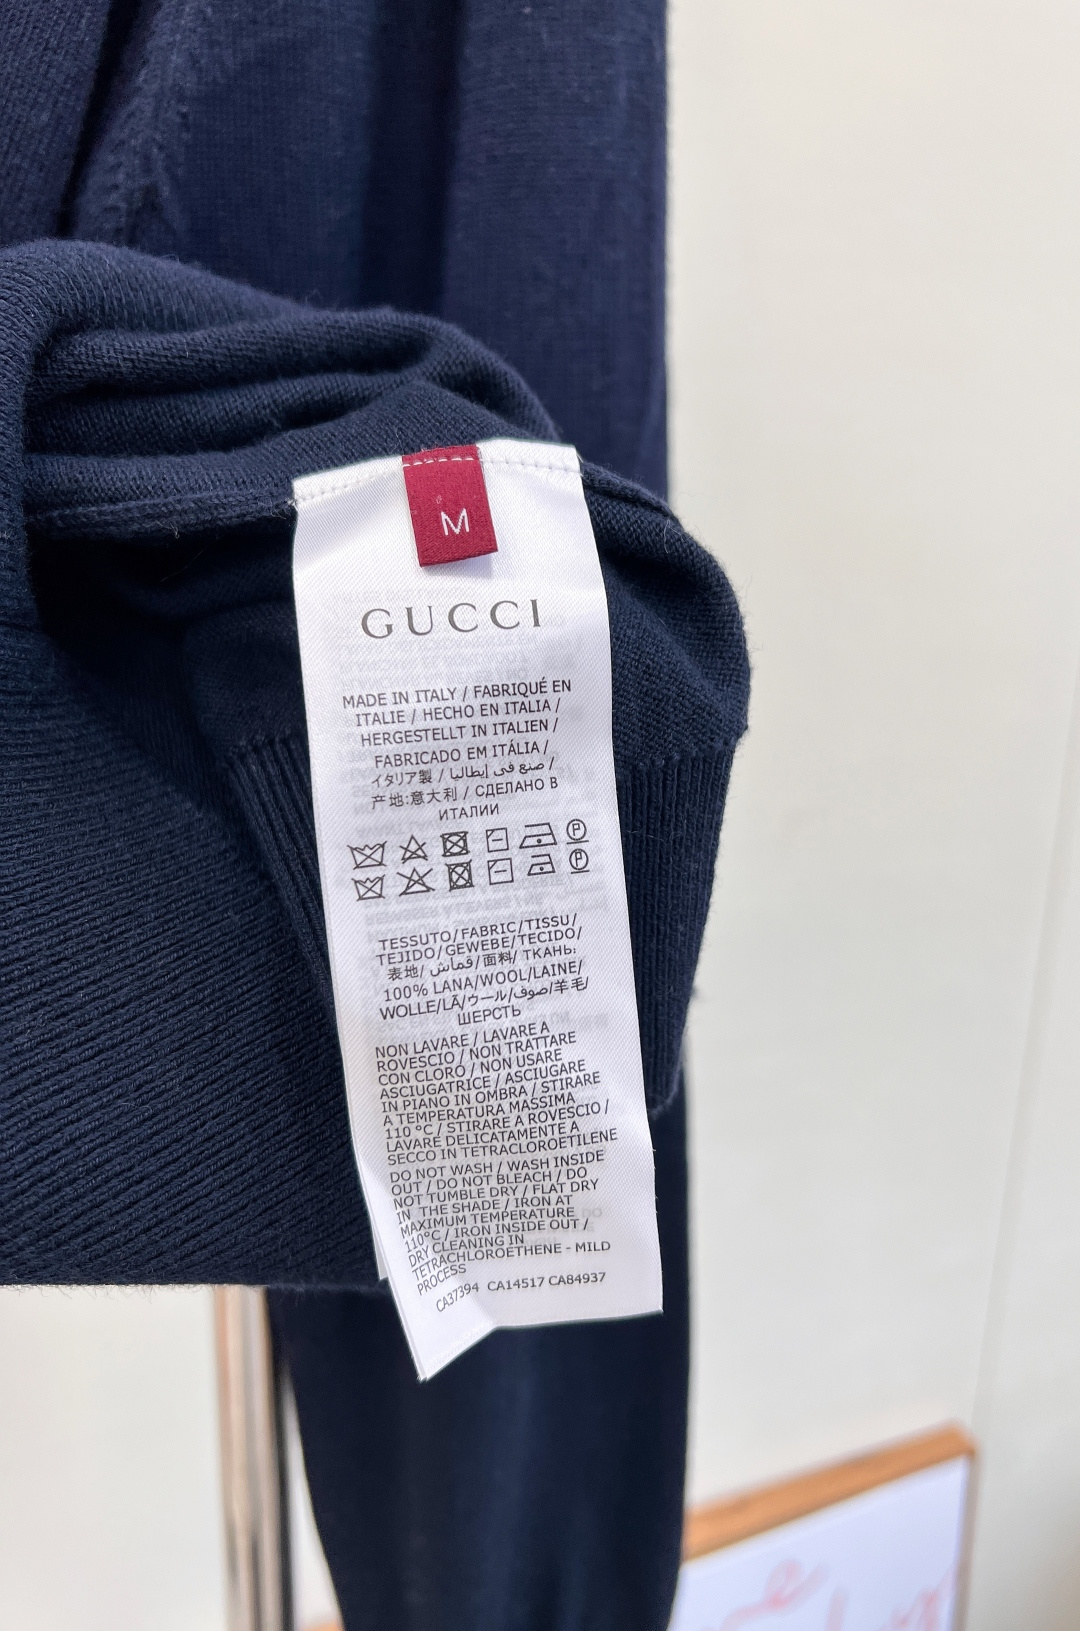 M
GUCCI
MADE IN ITALY / FABRIQUÉ EN
ITALIE / HECHO EN ITALIA /
HERGESTELLT IN ITALIEN /
FABRICADO EM ITÁLIA /
イタリア製 / صنع في إيطاليا /
产地:意大利 / СДЕЛАНО В
ИТАЛИИ
P
P
TESSUTO/FABRIC/TISSU/
TEJIDO/GEWEBE/TECIDO/
表地/ قماش/ 面料/ ТКАНЬ:
100% LANA/WOOL/LAINE/
WOLLE/LÃ/ウール/صوف/羊毛/
ШЕРСТЬ
NON LAVARE / LAVARE A
ROVESCIO / NON TRATTARE
CON CLORO / NON USARE
ASCIUGATRICE / ASCIUGARE
IN PIANO IN OMBRA / STIRARE
A TEMPERATURA MASSIMA
110°C / STIRARE A ROVESCIO /
LAVARE DELICATAMENTE A
SECCO IN TETRACLOROETILENE
DO NOT WASH / WASH INSIDE
OUT / DO NOT BLEACH / DO
NOT TUMBLE DRY / FLAT DRY
IN THE SHADE / IRON AT
MAXIMUM TEMPERATURE
110°C / IRON INSIDE OUT /
DRY CLEANING IN
TETRACHLOROETHENE - MILD
PROCESS
CA37394 CA14517 CA84937